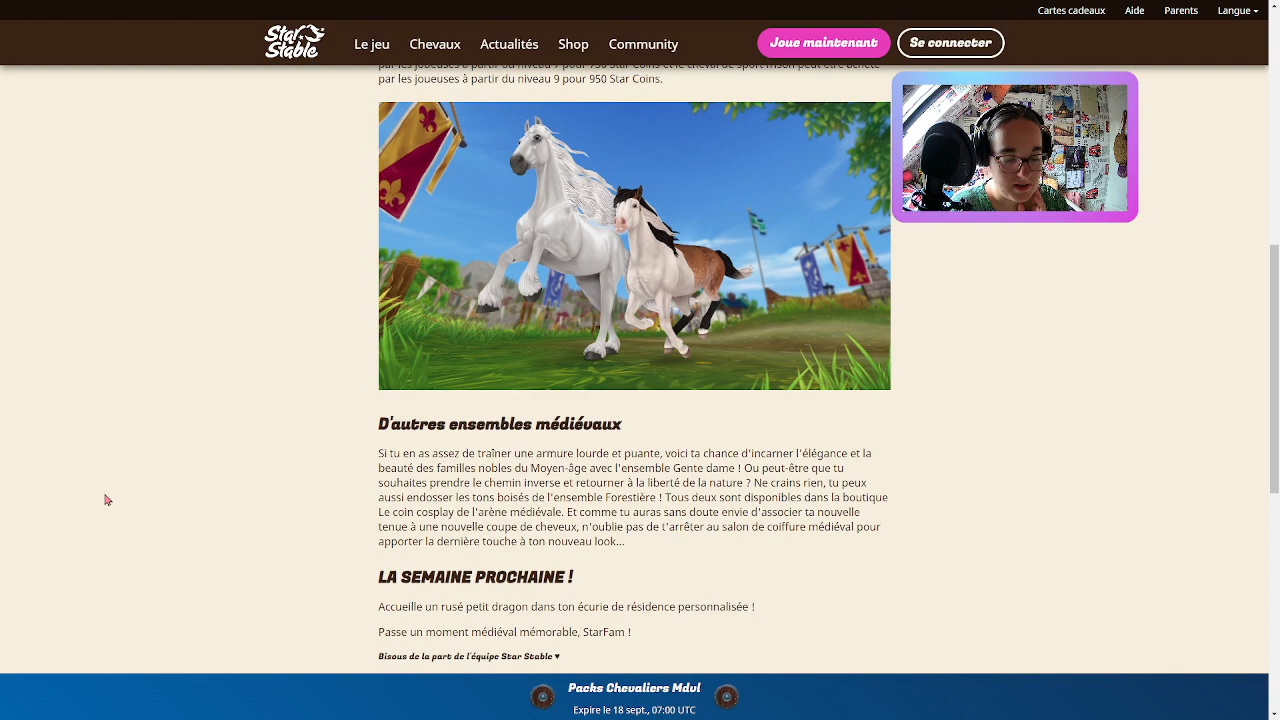 Cartes cadeaux Aide Parents Langue
Star Stable
Le jeu Chevaux Actualités Shop Community Joue maintenant Se connecter
par les joueuses à partir du niveau 9 pour 950 Star Coins.
D'autres ensembles médiévaux
Si tu en as assez de traîner une armure lourde et puante, voici ta chance d'incarner l'élégance et la
beauté des familles nobles du Moyen-âge avec l'ensemble Gente dame ! Ou peut-être que tu
souhaites prendre le chemin inverse et retourner à la liberté de la nature ? Ne crains rien, tu peux
aussi endosser les tons boisés de l'ensemble Forestière ! Tous deux sont disponibles dans la boutique
Le coin cosplay de l'arène médiévale. Et comme tu auras sans doute envie d'associer ta nouvelle
tenue à une nouvelle coupe de cheveux, n'oublie pas de t'arrêter au salon de coiffure médiéval pour
apporter la dernière touche à ton nouveau look...
LA SEMAINE PROCHAINE !
Accueille un rusé petit dragon dans ton écurie de résidence personnalisée !
Passe un moment médiéval mémorable, StarFam !
Bisous de la part de l'équipe Star Stable ♥
Packs Chevaliers Mdvl
Expire le 18 sept., 07:00 UTC